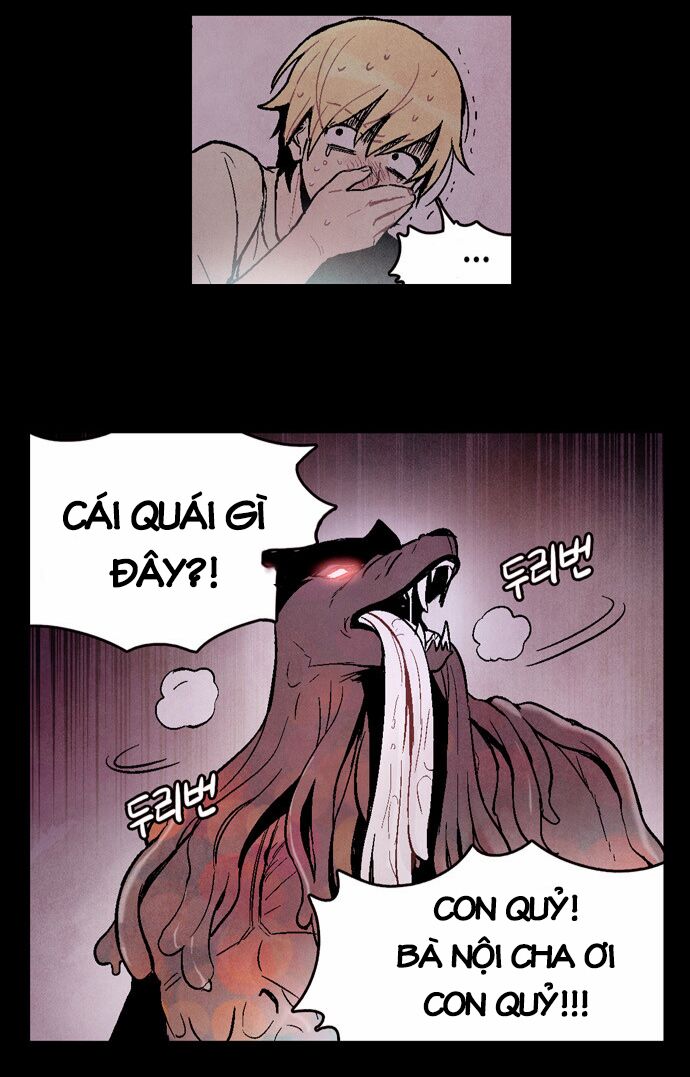 ...
CÁI QUÁI GÌ
ĐÂY?!
두리번
두리번
CON QUỶ!
BÀ NỘI CHA ƠI
CON QUỶ!!!